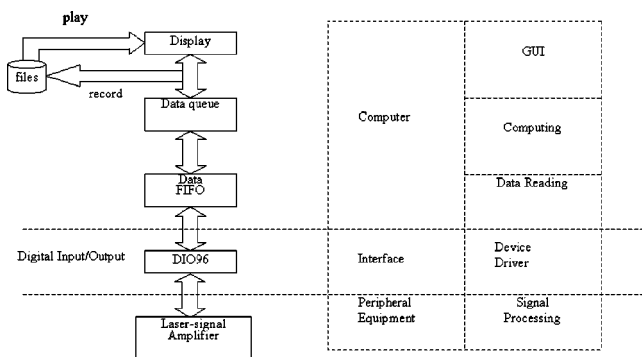 play
Display
files
record
Data queue
Data
FIFO
Digital Input/Output
DIO96
Laser-signal
Amplifier
Computer
GUI
Computing
Data Reading
Interface
Device
Driver
Peripheral
Equipment
Signal
Processing